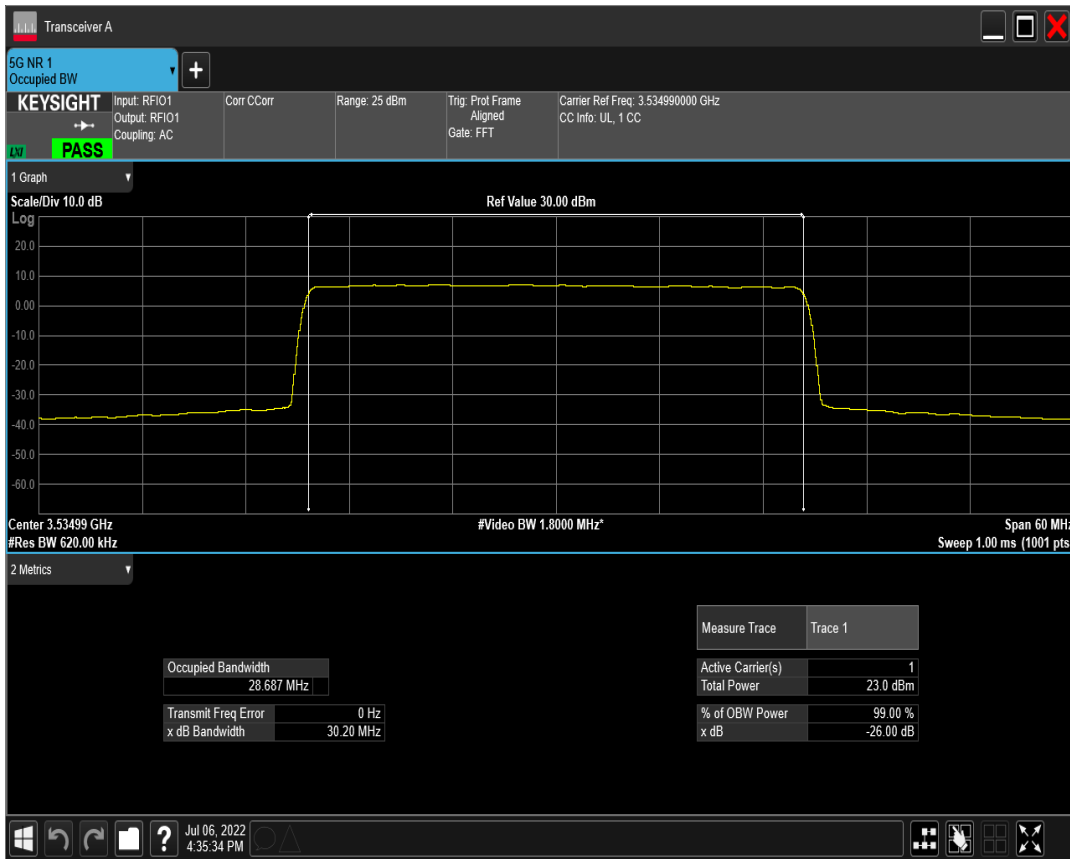 Transceiver A
5G NR 1
Occupied BW
KEYSIGHT
LXI
PASS
Input: RFIO1
Output: RFIO1
Coupling: AC
Corr CCorr
Range: 25 dBm
Trig: Prot Frame
Aligned
Gate: FFT
Carrier Ref Freq: 3.534990000 GHz
CC Info: UL, 1 CC
1 Graph
Scale/Div 10.0 dB
Ref Value 30.00 dBm
Log
20.0
10.0
0.00
-10.0
-20.0
-30.0
-40.0
-50.0
-60.0
Center 3.53499 GHz
#Video BW 1.8000 MHz*
Span 60 MHz
#Res BW 620.00 kHz
Sweep 1.00 ms (1001 pts
2 Metrics
Measure Trace Trace 1
Occupied Bandwidth
28.687 MHz
Active Carrier(s) 1
Total Power 23.0 dBm
Transmit Freq Error 0 Hz
x dB Bandwidth 30.20 MHz
% of OBW Power 99.00 %
x dB -26.00 dB
?
Jul 06, 2022
4:35:34 PM